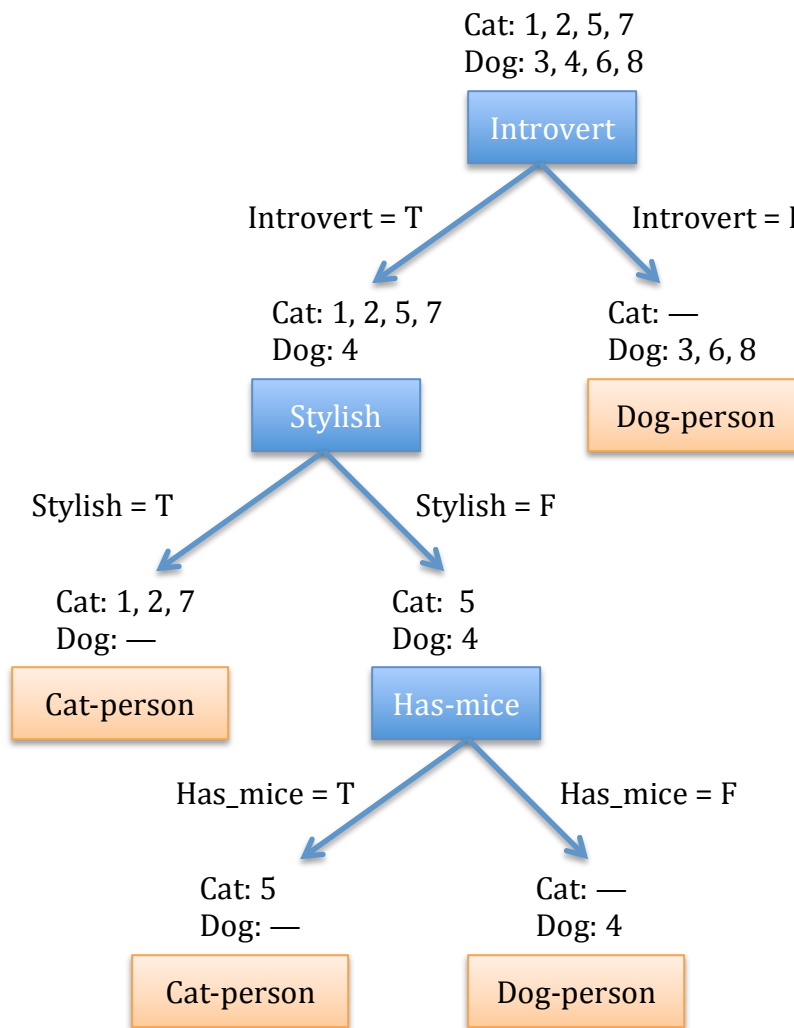 Cat: 1, 2, 5, 7
Dog: 3, 4, 6, 8
Introvert
Introvert = T
Introvert =
Cat: 1, 2, 5, 7
Dog: 4
Cat: —
Dog: 3, 6, 8
Stylish
Dog-person
Stylish = T
Stylish = F
Cat: 1, 2, 7
Dog: —
Cat:  5
Dog: 4
Cat-person
Has-mice
Has_mice = T
Has_mice = F
Cat: 5
Dog: —
Cat: —
Dog: 4
Cat-person
Dog-person